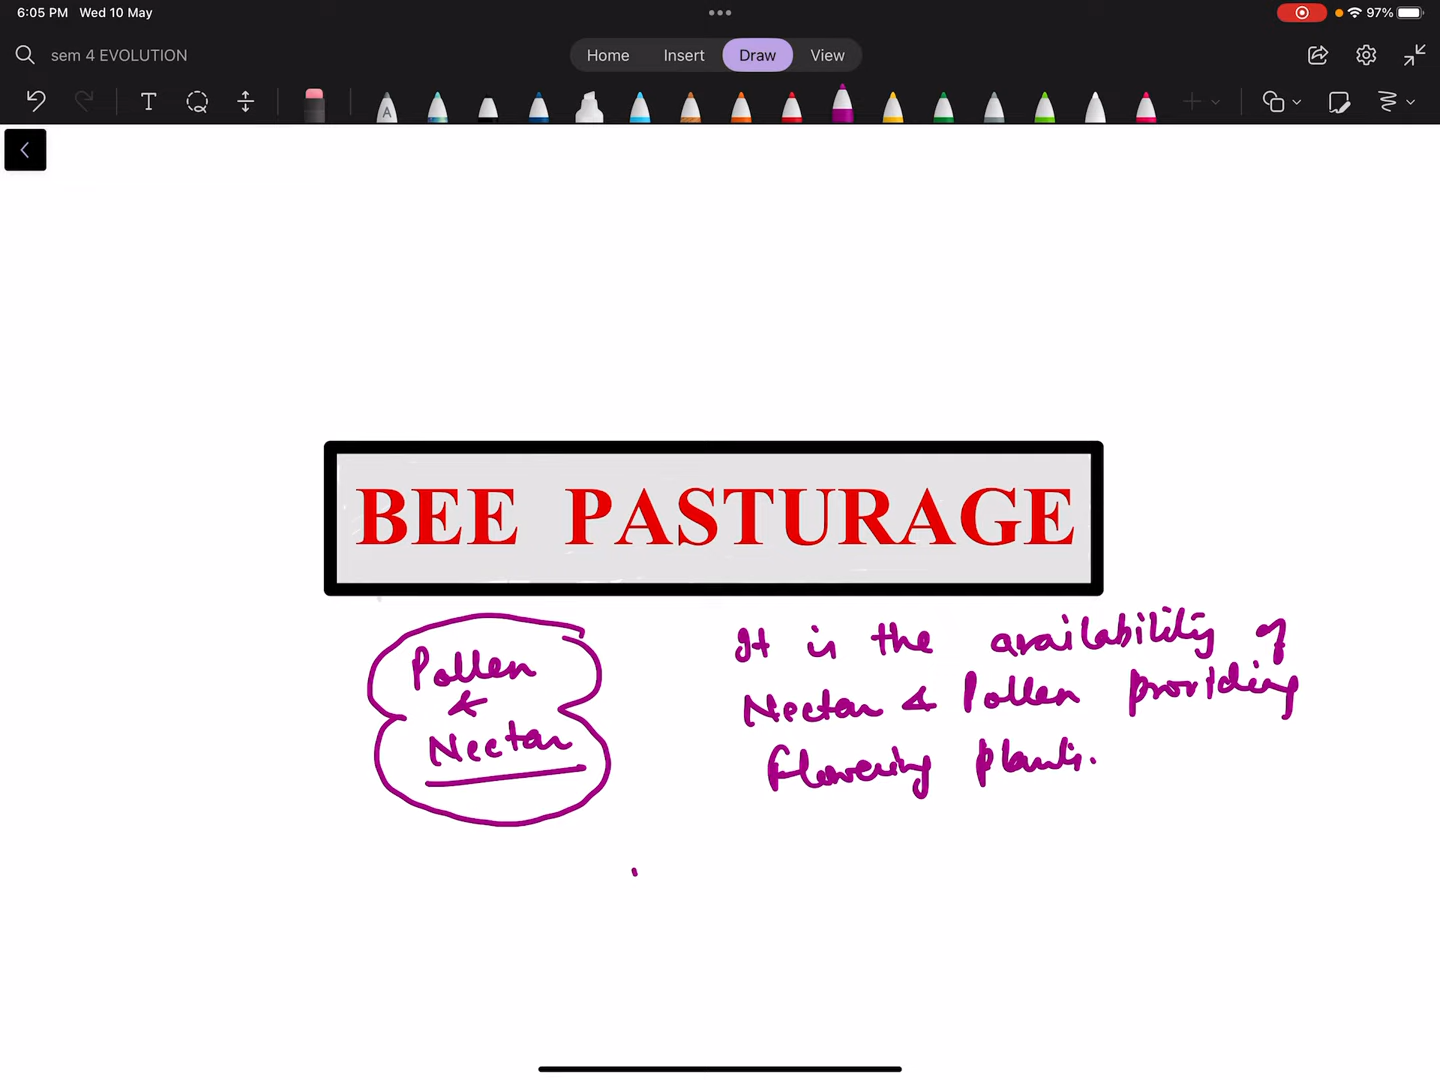 6:05 PM Wed 10 May
97%
sem 4 EVOLUTION
Home Insert Draw View
T
A
BEE PASTURAGE
Pollen
&
Nectar
It is the availability of
Nectar & Pollen providing
flowering plants.